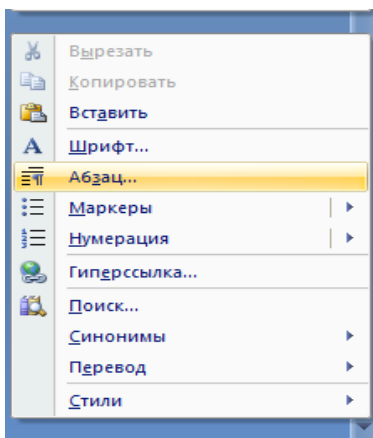 Вырезать
Копировать
Вставить
Шрифт...
Абзац...
Маркеры
Нумерация
Гиперссылка...
Поиск...
Синонимы
Перевод
Стили